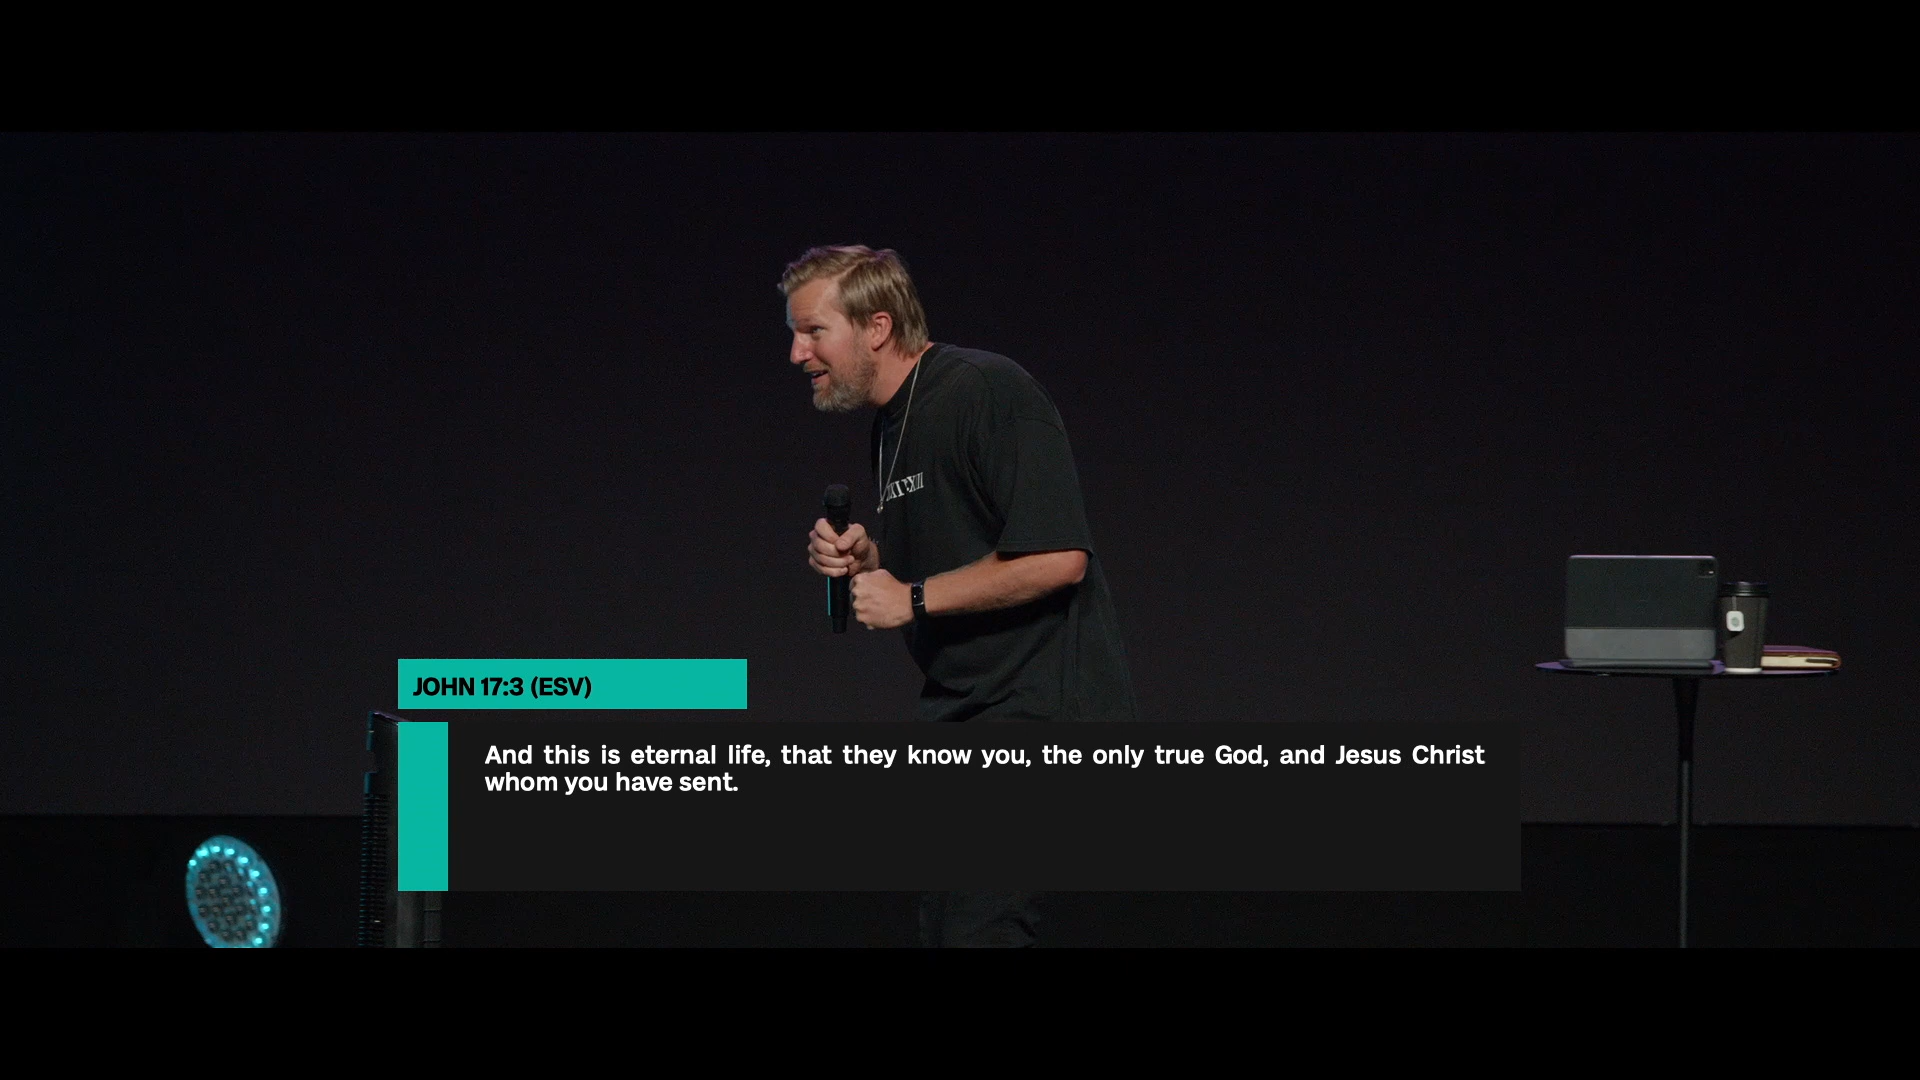 JOHN 17:3 (ESV)
And this is eternal life, that they know you, the only true God, and Jesus Christ
whom you have sent.